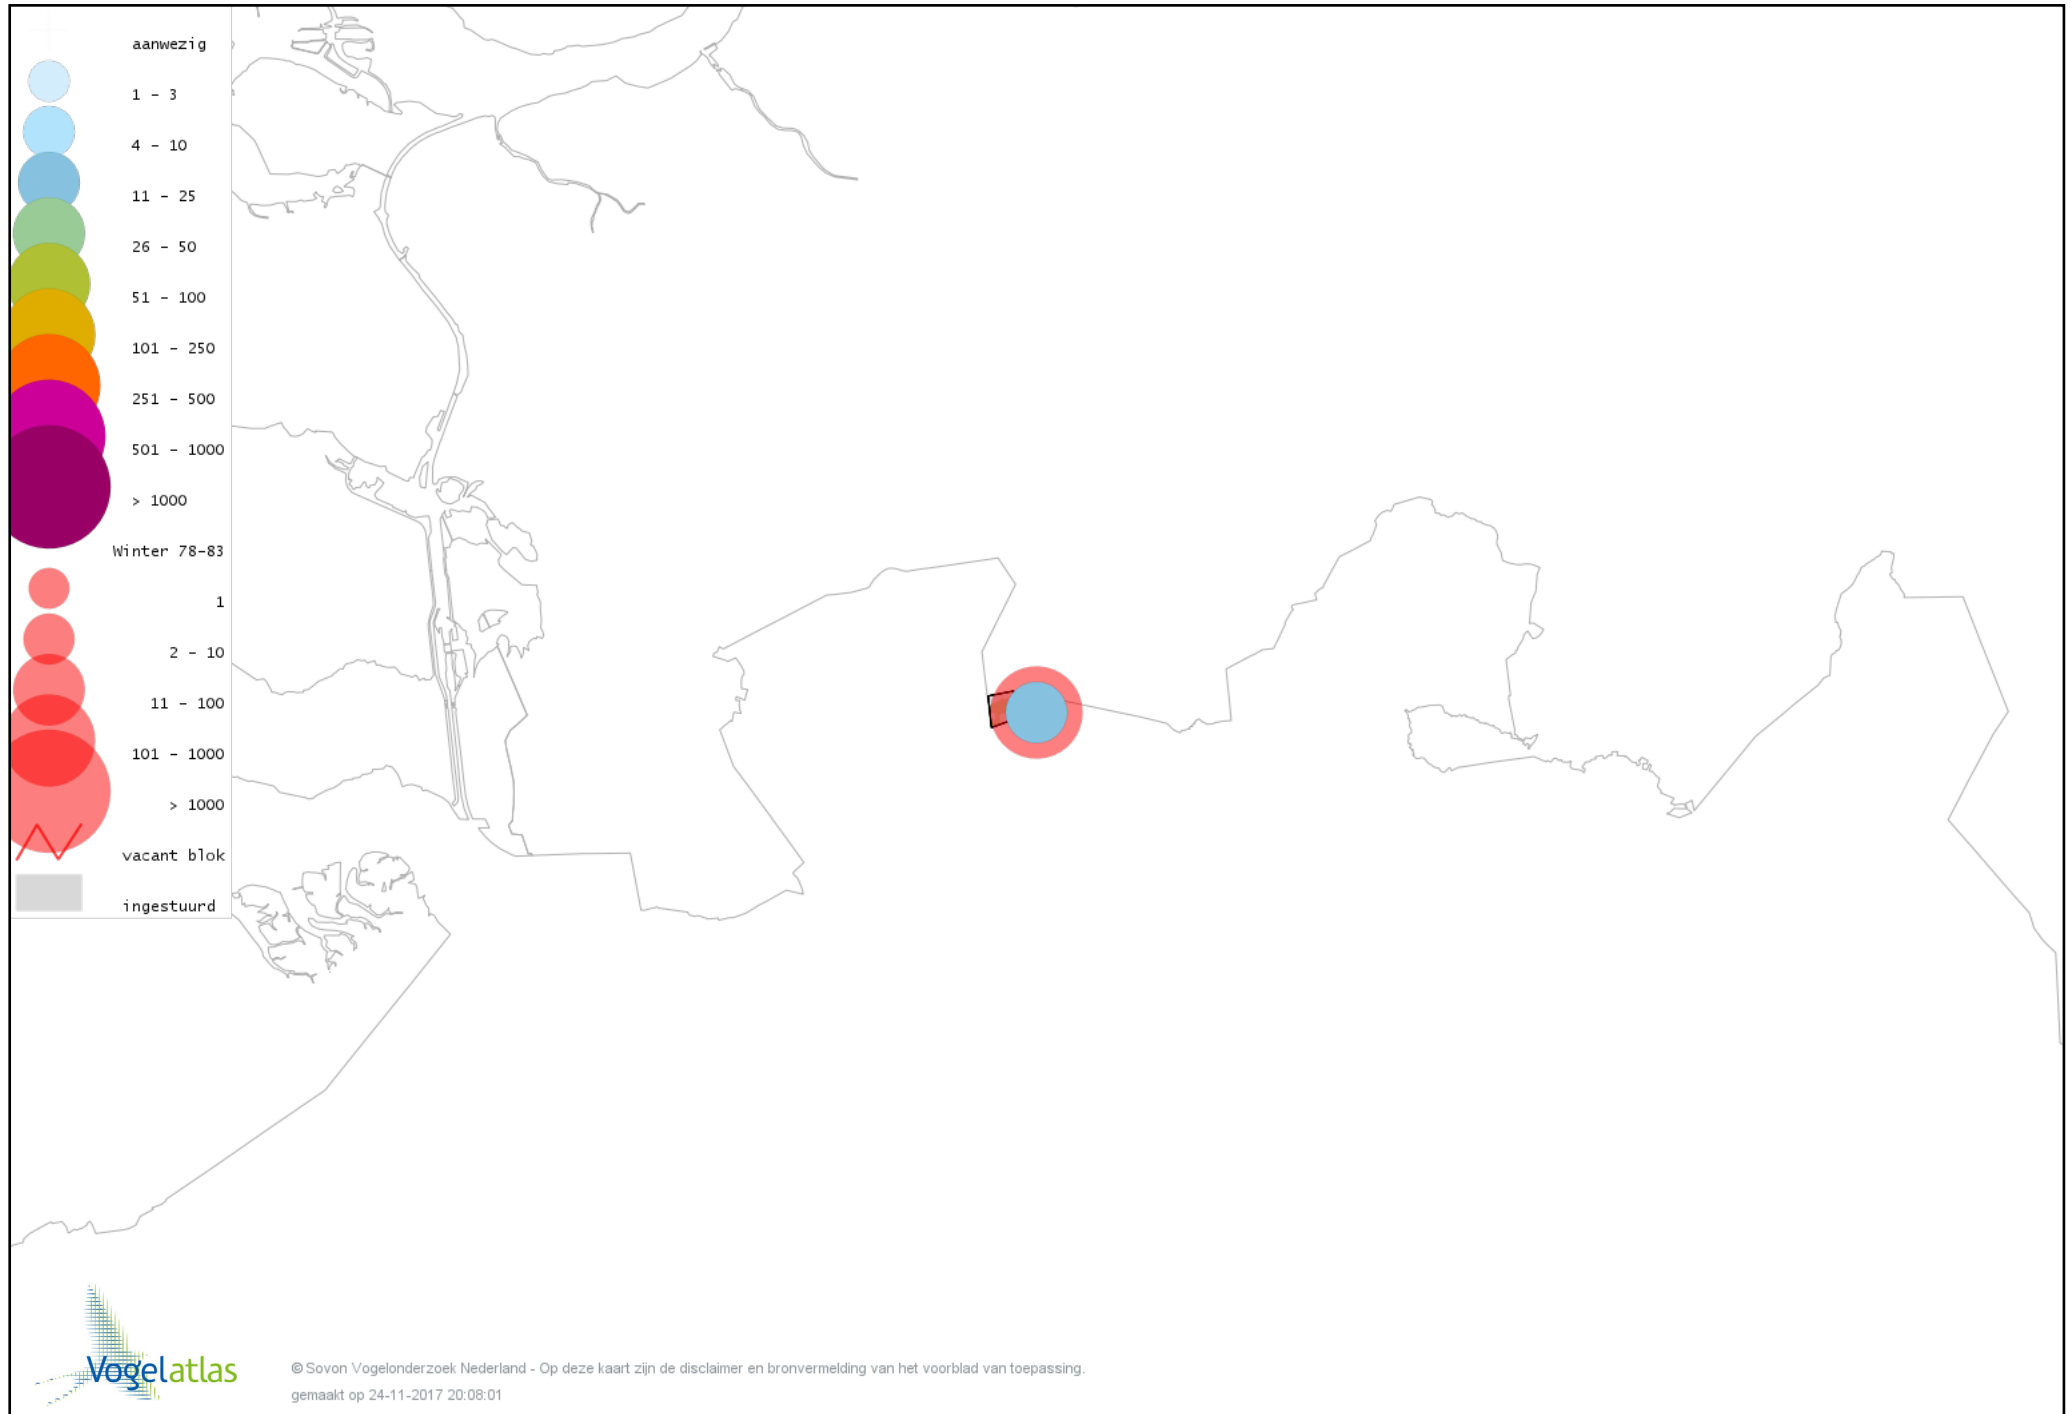 aanwezig
1 - 3
4 - 10
11 - 25
26 - 50
51 - 100
101 - 250
251 - 500
501 - 1000
> 1000
Winter 78-83
1
2 - 10
11 - 100
101 - 1000
> 1000
vacant blok
ingestuurd
Vogelatlas
© Sovon Vogelonderzoek Nederland - Op deze kaart zijn de disclaimer en bronvermelding van het voorblad van toepassing.
gemaakt op 24-11-2017 20:08:01